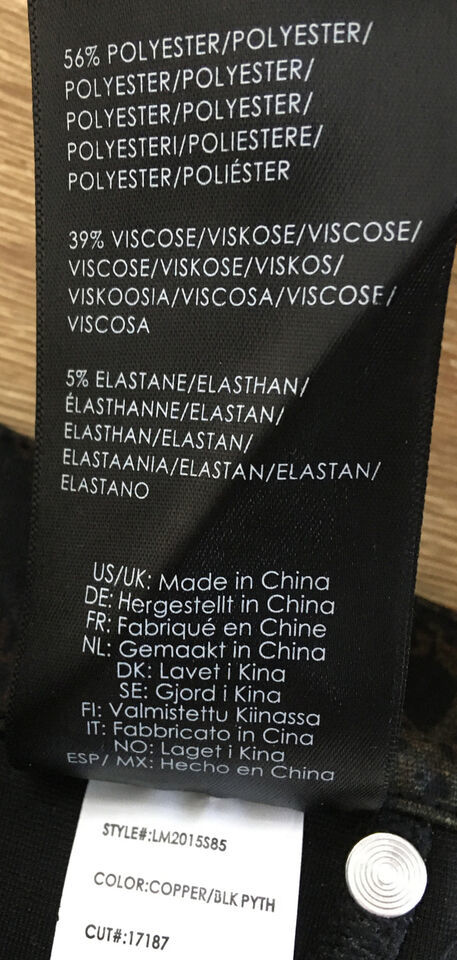 56% POLYESTER/POLYESTER/
POLYESTER/POLYESTER/
POLYESTER/POLYESTER/
POLYESTERI/POLIESTERE/
POLYESTER/POLIÉSTER
39% VISCOSE/VISKOSE/VISCOSE/
VISCOSE/VISKOSE/VISKOS/
VISKOOSIA/VISCOSA/VISCOSE/
VISCOSA
5% ELASTANE/ELASTHAN/
ÉLASTHANNE/ELASTAN/
ELASTHAN/ELASTAN/
ELASTAANIA/ELASTAN/ELASTAN/
ELASTANO
US/UK: Made in China
DE: Hergestellt in China
FR: Fabriqué en Chine
NL: Gemaakt in China
DK: Lavet i Kina
SE: Gjord i Kina
FI: Valmistettu Kiinassa
IT: Fabbricato in Cina
NO: Laget i Kina
ESP/ MX: Hecho en China
STYLE#:LM2015S85
COLOR:COPPER/BLK PYTH
CUT#:17187